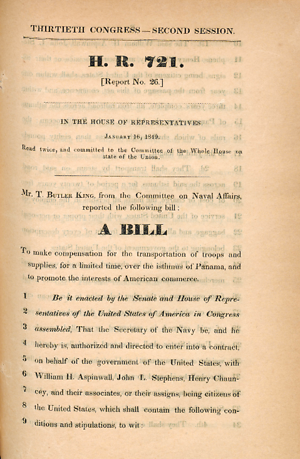 THIRTIETH CONGRESS—SECOND SESSION.
H. R. 721.
[Report No. 26.]
IN THE HOUSE OF REPRESENTATIVES.
JANUARY 16, 1849.
Read twice, and committed to the Committee of the Whole House on
state of the Union.
Mr. T. BUTLER KING, from the Committee on Naval Affairs,
reported the following bill:
A BILL
To make compensation for the transportation of troops and
supplies, for a limited time, over the isthmus of Panama, and
to promote the interests of American commerce.
1 Be it enacted by the Senate and House of Repre-
2 sentatives of the United States of America in Congress
3 assembled, That the Secretary of the Navy be, and he
4 hereby is, authorized and directed to enter into a contract,
5 on behalf of the government of the United States, with
6 William H. Aspinwall, John L. Stephens, Henry Chaun-
7 cey, and their associates, or their assigns, being citizens of
8 the United States, which shall contain the following con-
9 ditions and stipulations, to wit: